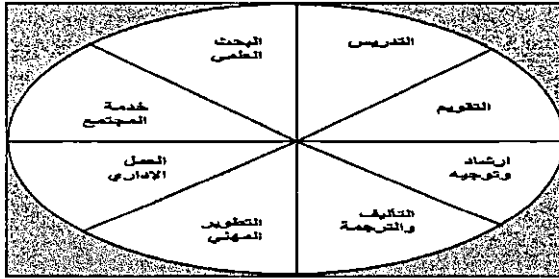 التدريس
البحث
العلمي
التقويم
خدمة
المجتمع
ارشاد
وتوجيه
العمل
الإداري
التأليف
والترجمة
التطوير
المهني